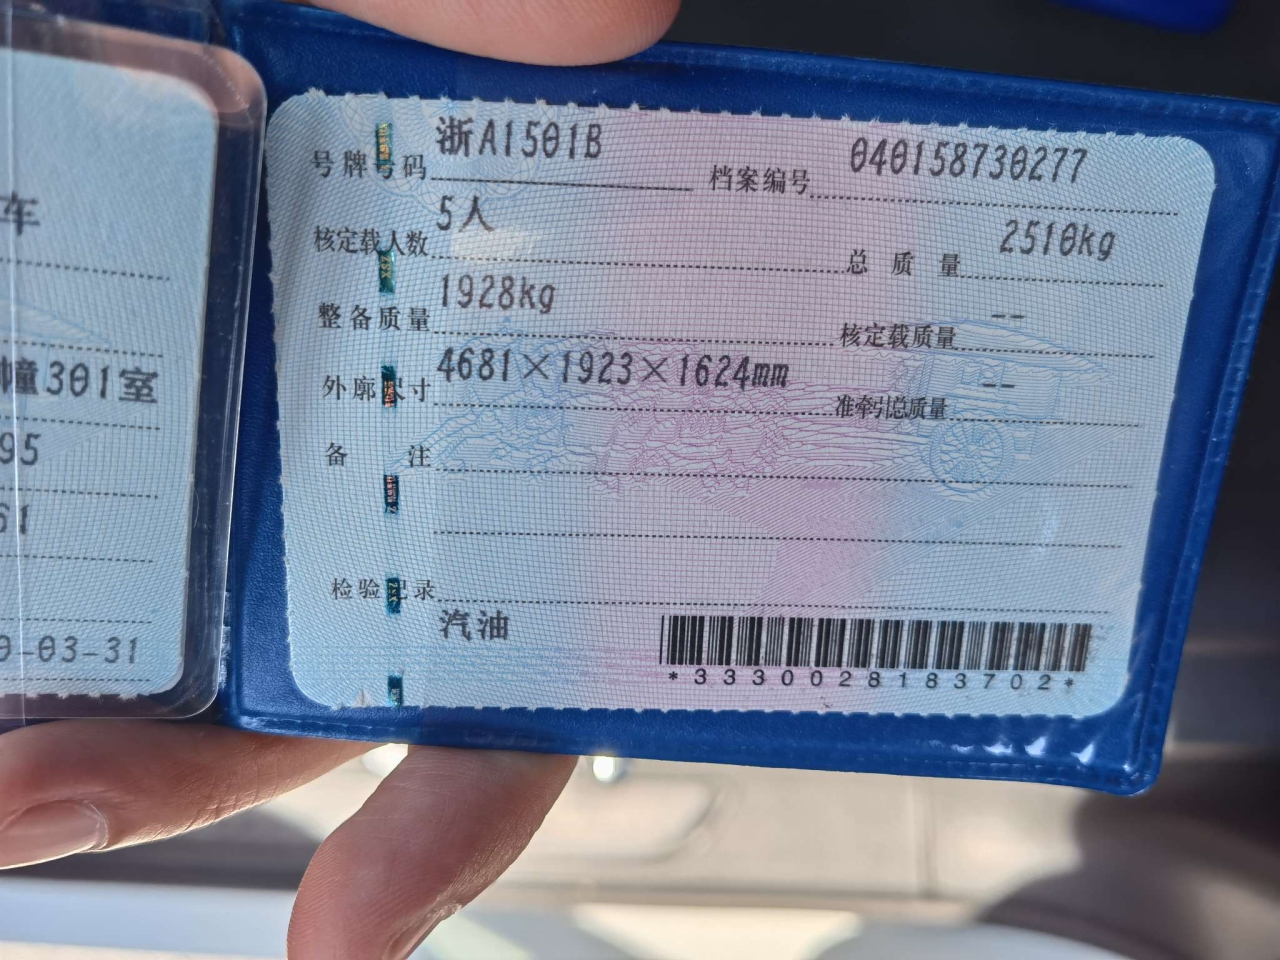 车
幢301室
95
61
0-03-31
号牌号码 浙A1501B 档案编号 040158730277
核定载人数 5人 总质量 2510kg
整备质量 1928kg 核定载质量 --
外廓尺寸 4681×1923×1624mm 准牵引总质量 --
备注
检验记录
汽油
*3330028183702*